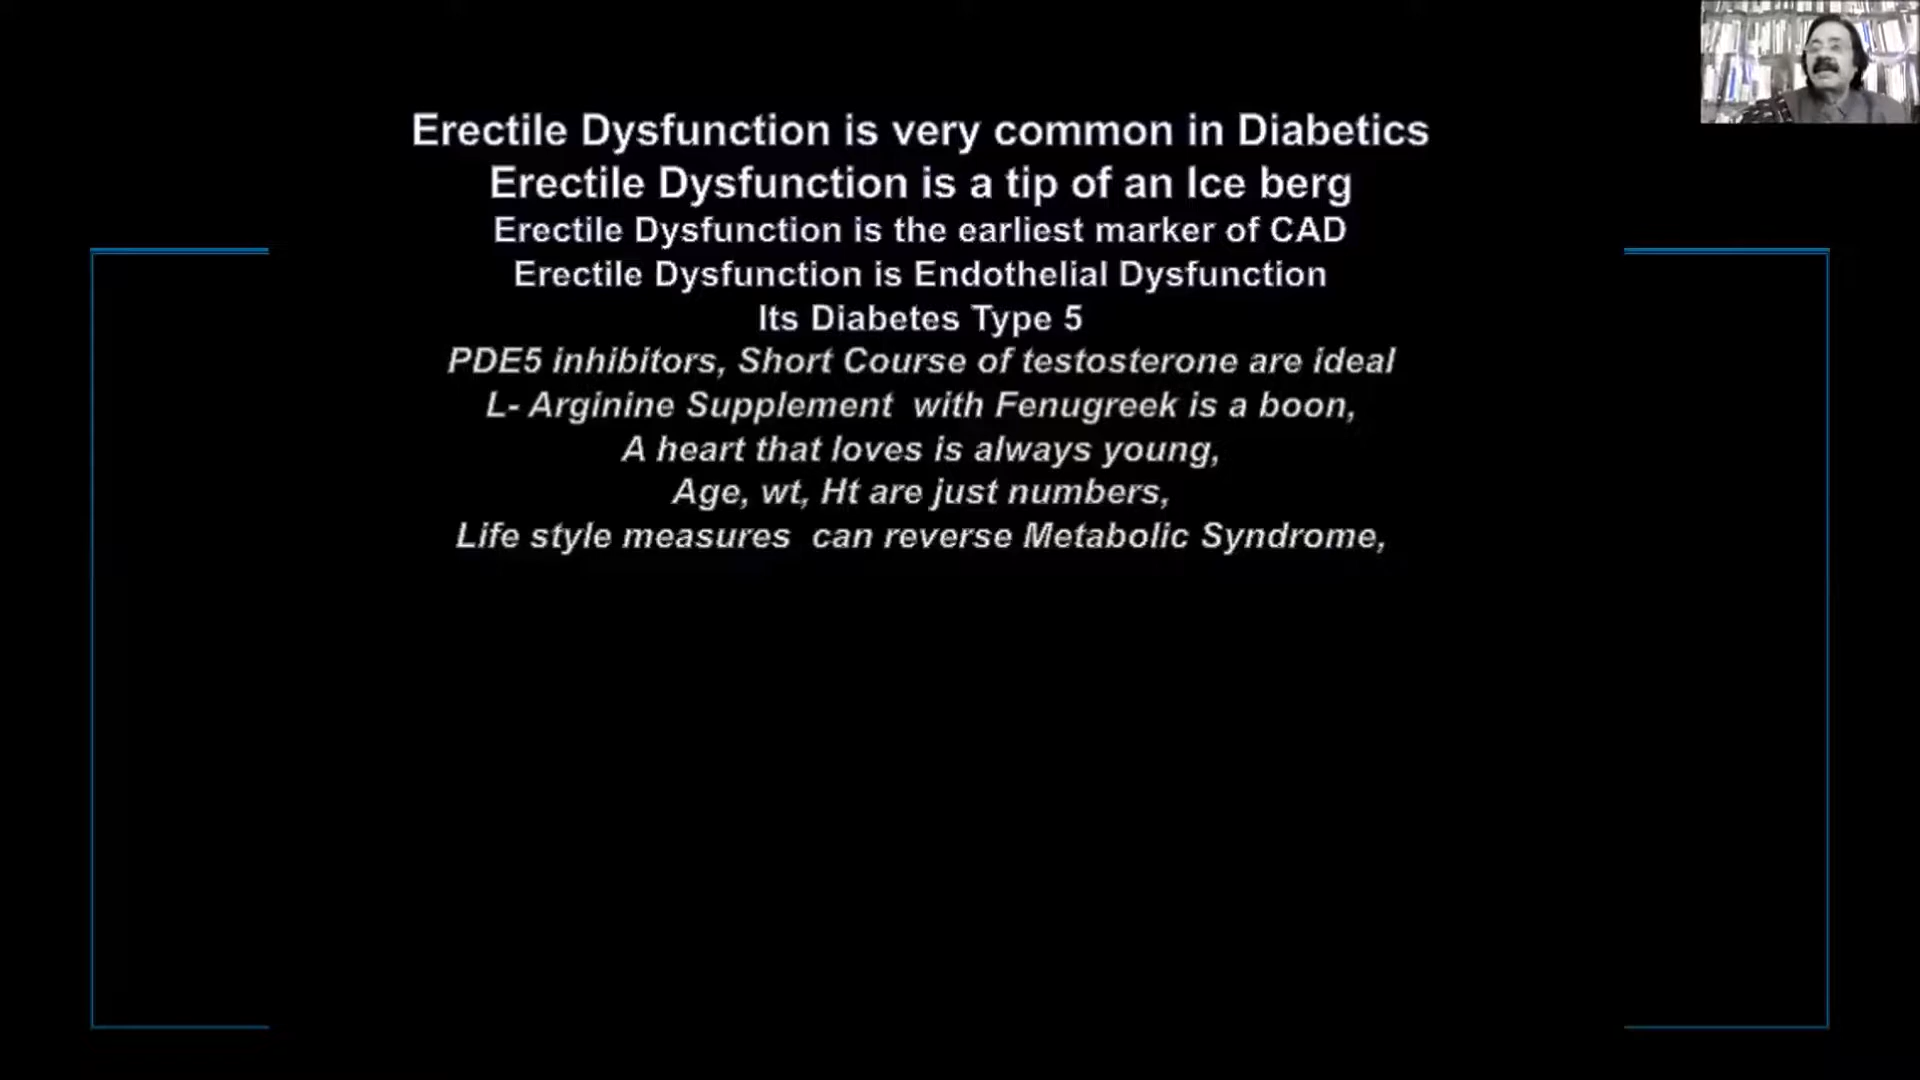 Erectile Dysfunction is very common in Diabetics
Erectile Dysfunction is a tip of an Ice berg
Erectile Dysfunction is the earliest marker of CAD
Erectile Dysfunction is Endothelial Dysfunction
Its Diabetes Type 5
PDE5 inhibitors, Short Course of testosterone are ideal
L- Arginine Supplement with Fenugreek is a boon,
A heart that loves is always young,
Age, wt, Ht are just numbers,
Life style measures can reverse Metabolic Syndrome,